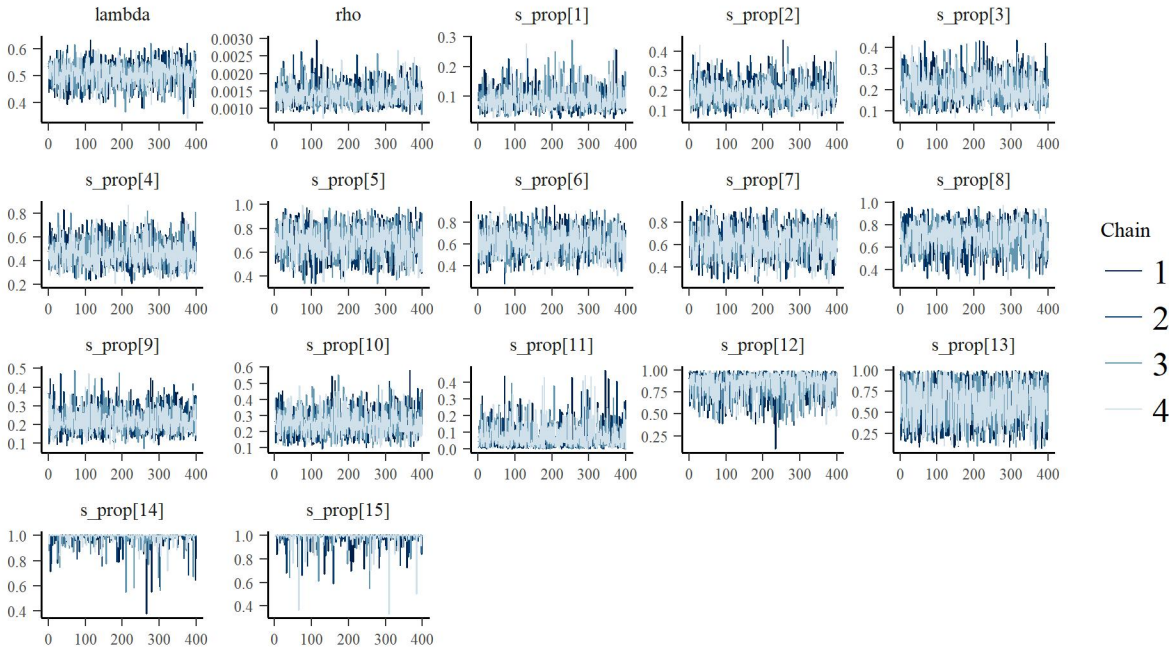 lambda rho s_prop[1] s_prop[2] s_prop[3]
0.6 0.5 0.4
0.0030 0.0025 0.0020 0.0015 0.0010
0.3 0.2 0.1
0.4 0.3 0.2 0.1
0.4 0.3 0.2 0.1
0 100 200 300 400 0 100 200 300 400 0 100 200 300 400 0 100 200 300 400 0 100 200 300 400
s_prop[4] s_prop[5] s_prop[6] s_prop[7] s_prop[8]
0.8 0.6 0.4 0.2
1.0 0.8 0.6 0.4
0.8 0.6 0.4
0.8 0.6 0.4
1.0 0.8 0.6 0.4
0 100 200 300 400 0 100 200 300 400 0 100 200 300 400 0 100 200 300 400 0 100 200 300 400
s_prop[9] s_prop[10] s_prop[11] s_prop[12] s_prop[13]
0.5 0.4 0.3 0.2 0.1
0.6 0.5 0.4 0.3 0.2 0.1
0.4 0.3 0.2 0.1 0.0
1.00 0.75 0.50 0.25
1.00 0.75 0.50 0.25
0 100 200 300 400 0 100 200 300 400 0 100 200 300 400 0 100 200 300 400 0 100 200 300 400
s_prop[14] s_prop[15]
1.0 0.8 0.6 0.4
1.0 0.8 0.6 0.4
0 100 200 300 400 0 100 200 300 400
Chain
1
2
3
4